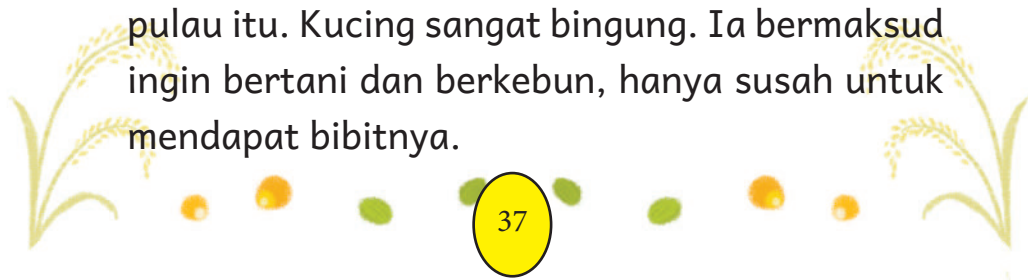 pulau itu. Kucing sangat bingung. Ia bermaksud
ingin bertani dan berkebun, hanya susah untuk
mendapat bibitnya.
37